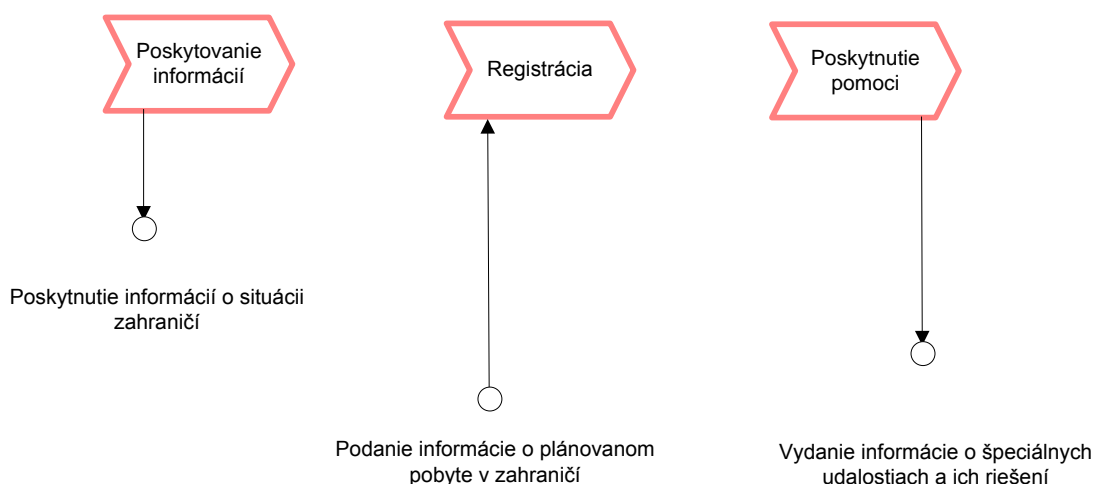 Poskytovanie
informácií
Registrácia
Poskytnutie
pomoci
Poskytnutie informácií o situácii
zahraničí
Podanie informácie o plánovanom
pobyte v zahraničí
Vydanie informácie o špeciálnych
udalostiach a ich riešení